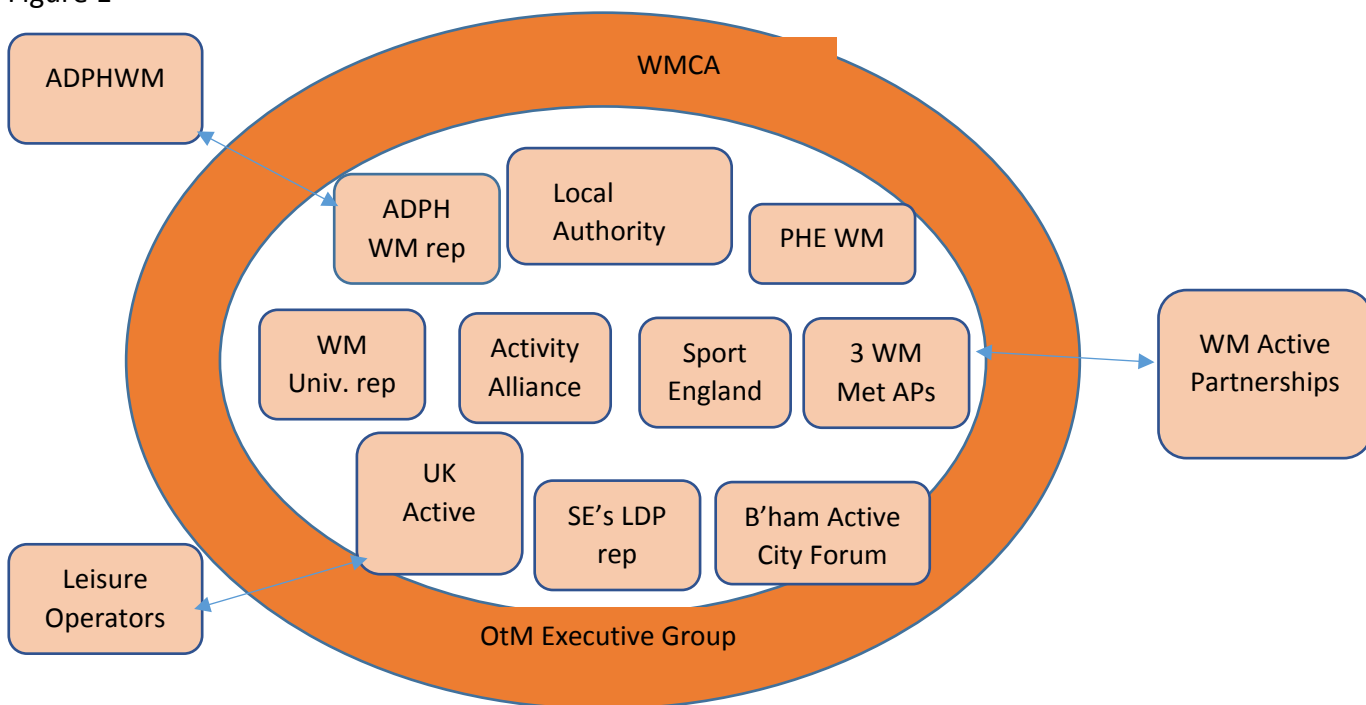 Figure 1
WMCA
ADPHWM
ADPH
WM rep
Local
Authority
PHE WM
WM
Univ. rep
Activity
Alliance
Sport
England
3 WM
Met APs
WM Active
Partnerships
UK
Active
SE’s LDP
rep
B’ham Active
City Forum
Leisure
Operators
OtM Executive Group